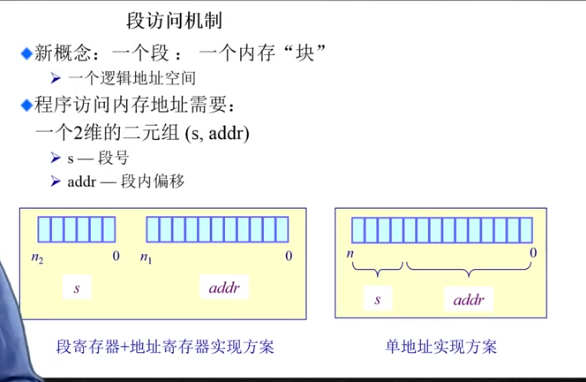 段访问机制
新概念：一个段： 一个内存“块”
一个逻辑地址空间
程序访问内存地址需要：
一个2维的二元组 (s, addr)
s — 段号
addr — 段内偏移
n2 0 n1 0
s addr
段寄存器+地址寄存器实现方案
n 0
s addr
单地址实现方案